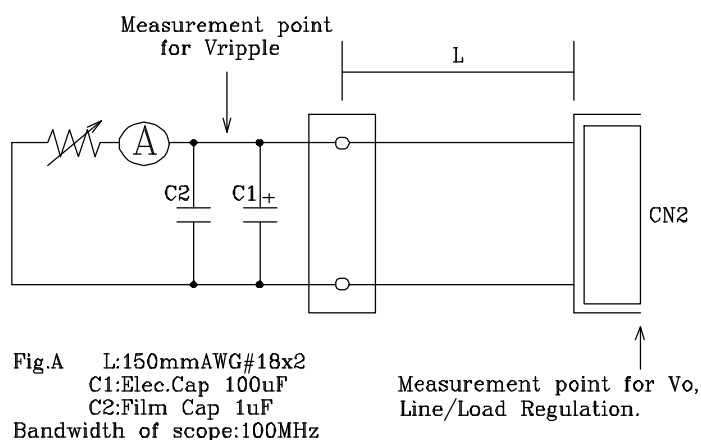 Measurement point
for Vripple
L
A
C2
C1
+
CN2
Fig.A L:150mmAWG#18x2
C1:Elec.Cap 100uF
C2:Film Cap 1uF
Bandwidth of scope:100MHz
Measurement point for Vo,
Line/Load Regulation.